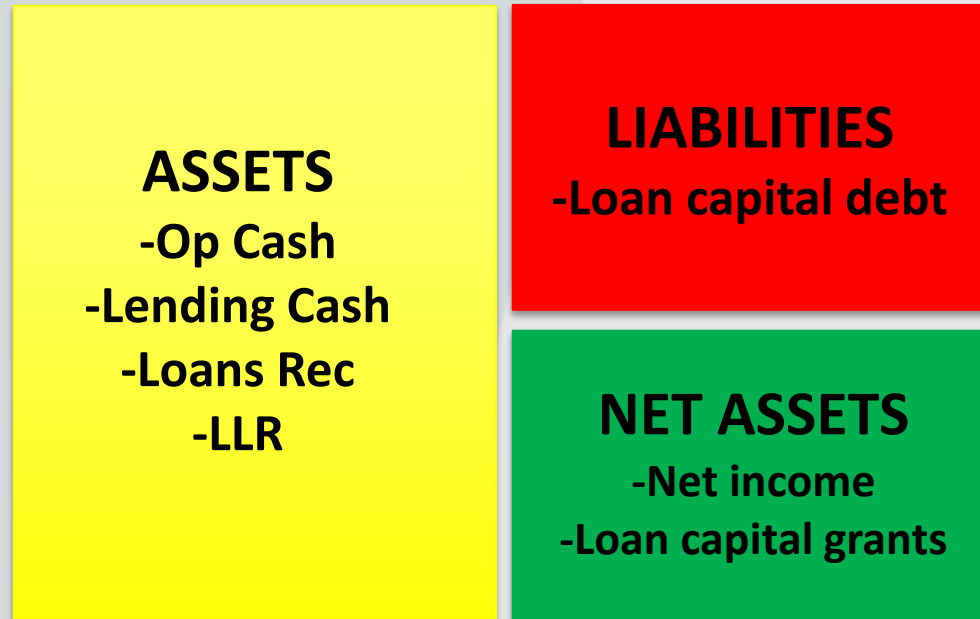 ASSETS
-Op Cash
-Lending Cash
-Loans Rec
-LLR
LIABILITIES
-Loan capital debt
NET ASSETS
-Net income
-Loan capital grants